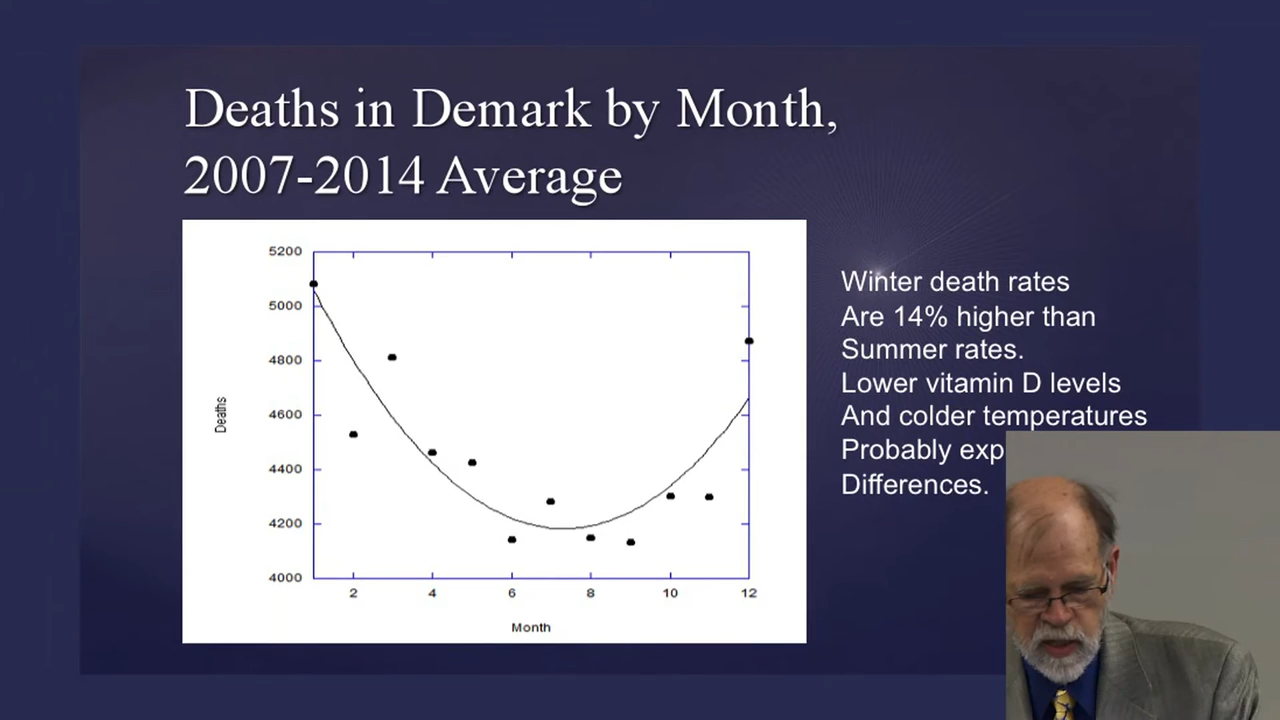 Deaths in Demark by Month,
2007-2014 Average
5200
5000
4800
4600
4400
4200
4000
Deaths
2 4 6 8 10 12
Month
Winter death rates
Are 14% higher than
Summer rates.
Lower vitamin D levels
And colder temperatures
Probably
Differences.